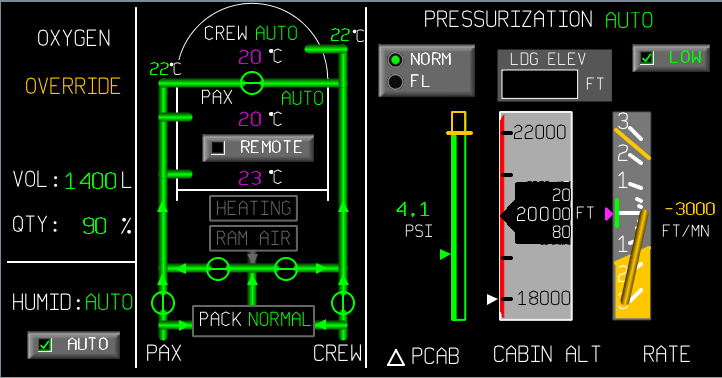 OXYGEN
OVERRIDE
VOL: 1400 L
QTY: 90 %
HUMID: AUTO
AUTO
CREW AUTO
22°C
20 °C
22°C
PAX AUTO
20 °C
REMOTE
23 °C
HEATING
RAM AIR
PACK NORMAL
PAX
CREW
PRESSURIZATION AUTO
NORM
FL
LDG ELEV
FT
LOW
4.1
PSI
△ PCAB
22000
20
200 00 FT
80
18000
CABIN ALT
3
2
1
1
-3000
FT/MN
RATE